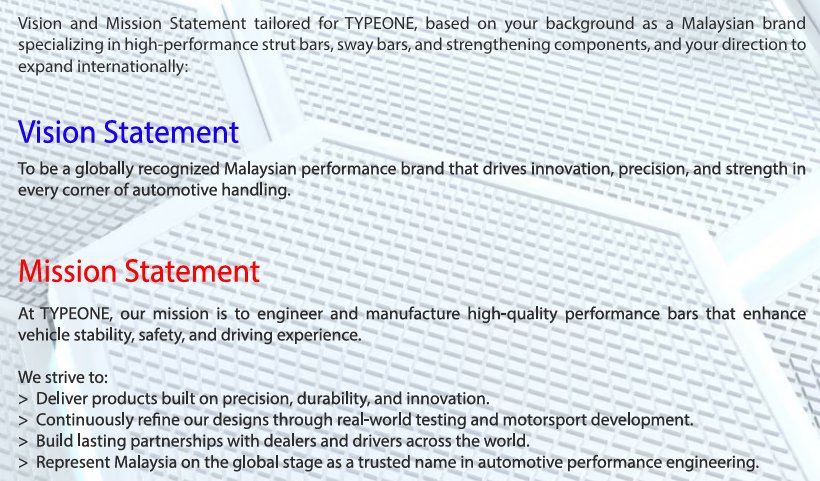 Vision and Mission Statement tailored for TYPEONE, based on your background as a Malaysian brand
specializing in high-performance strut bars, sway bars, and strengthening components, and your direction to
expand internationally:
Vision Statement
To be a globally recognized Malaysian performance brand that drives innovation, precision, and strength in
every corner of automotive handling.
Mission Statement
At TYPEONE, our mission is to engineer and manufacture high-quality performance bars that enhance
vehicle stability, safety, and driving experience.
We strive to:
> Deliver products built on precision, durability, and innovation.
> Continuously refine our designs through real-world testing and motorsport development.
> Build lasting partnerships with dealers and drivers across the world.
> Represent Malaysia on the global stage as a trusted name in automotive performance engineering.